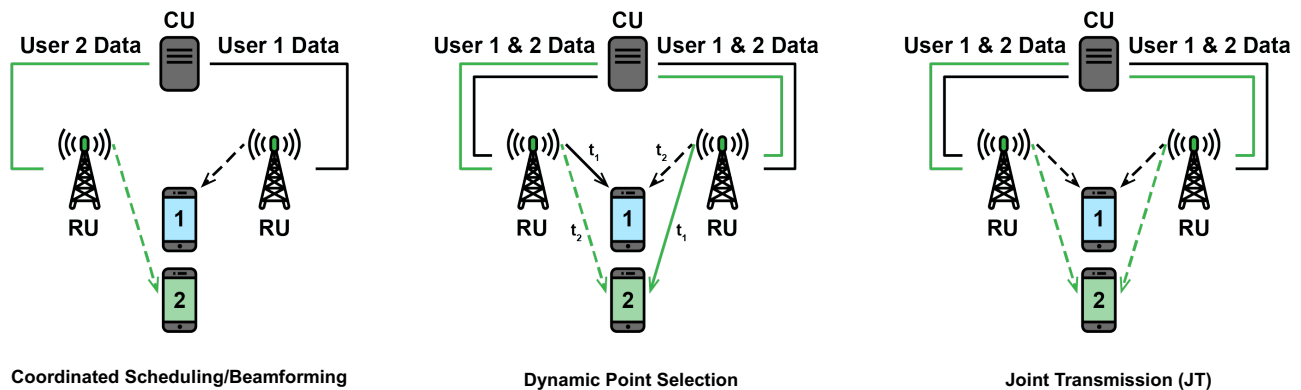 CU
User 2 Data
User 1 Data
RU
RU
1
2
Coordinated Scheduling/Beamforming
CU
User 1 & 2 Data
User 1 & 2 Data
t1
t2
RU
RU
1
t2
t1
2
Dynamic Point Selection
CU
User 1 & 2 Data
User 1 & 2 Data
RU
RU
1
2
Joint Transmission (JT)